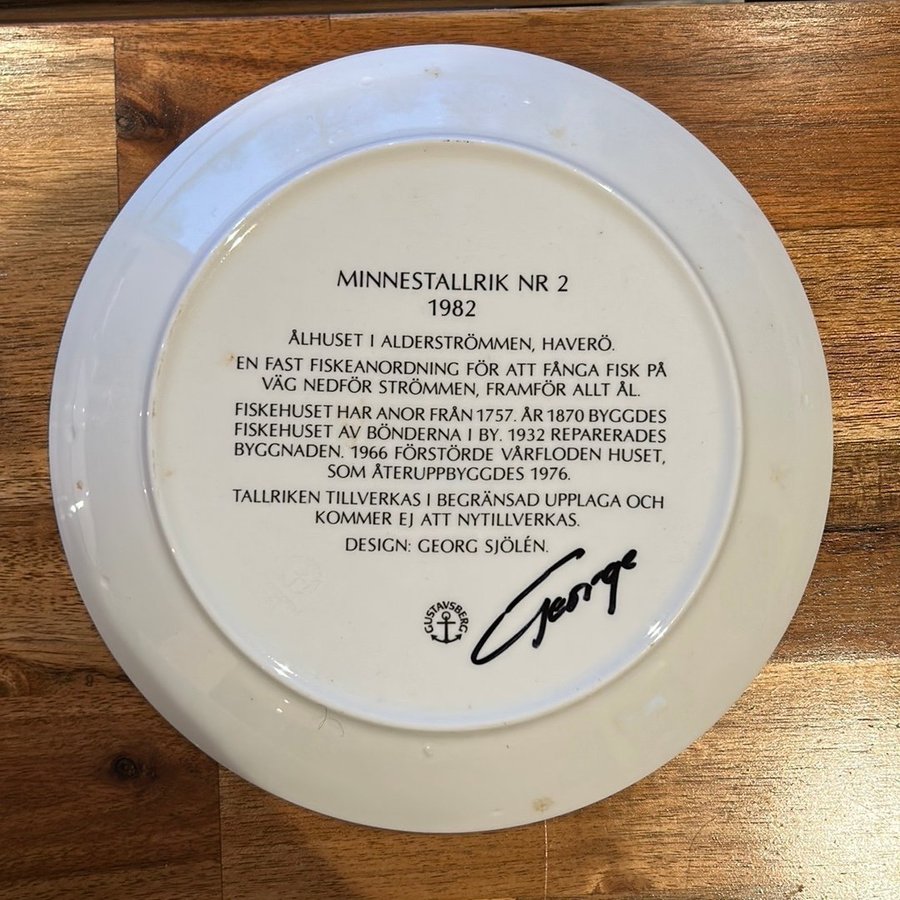 MINNESTALLRIK NR 2
1982
ÅLHUSET I ALDERSTRÖMMEN, HAVERÖ.
EN FAST FISKEANORDNING FÖR ATT FÅNGA FISK PÅ
VÄG NEDFÖR STRÖMMEN, FRAMFÖR ALLT ÅL.
FISKEHUSET HAR ANOR FRÅN 1757. ÅR 1870 BYGGDES
FISKEHUSET AV BÖNDERNA I BY. 1932 REPARERADES
BYGGNADEN. 1966 FÖRSTÖRDE VÅRFLODEN HUSET,
SOM ÅTERUPPBYGGDES 1976.
TALLRIKEN TILLVERKAS I BEGRÄNSAD UPPLAGA OCH
KOMMER EJ ATT NYTILLVERKAS.
DESIGN: GEORG SJÖLÉN.
George
GUSTAVSBERG